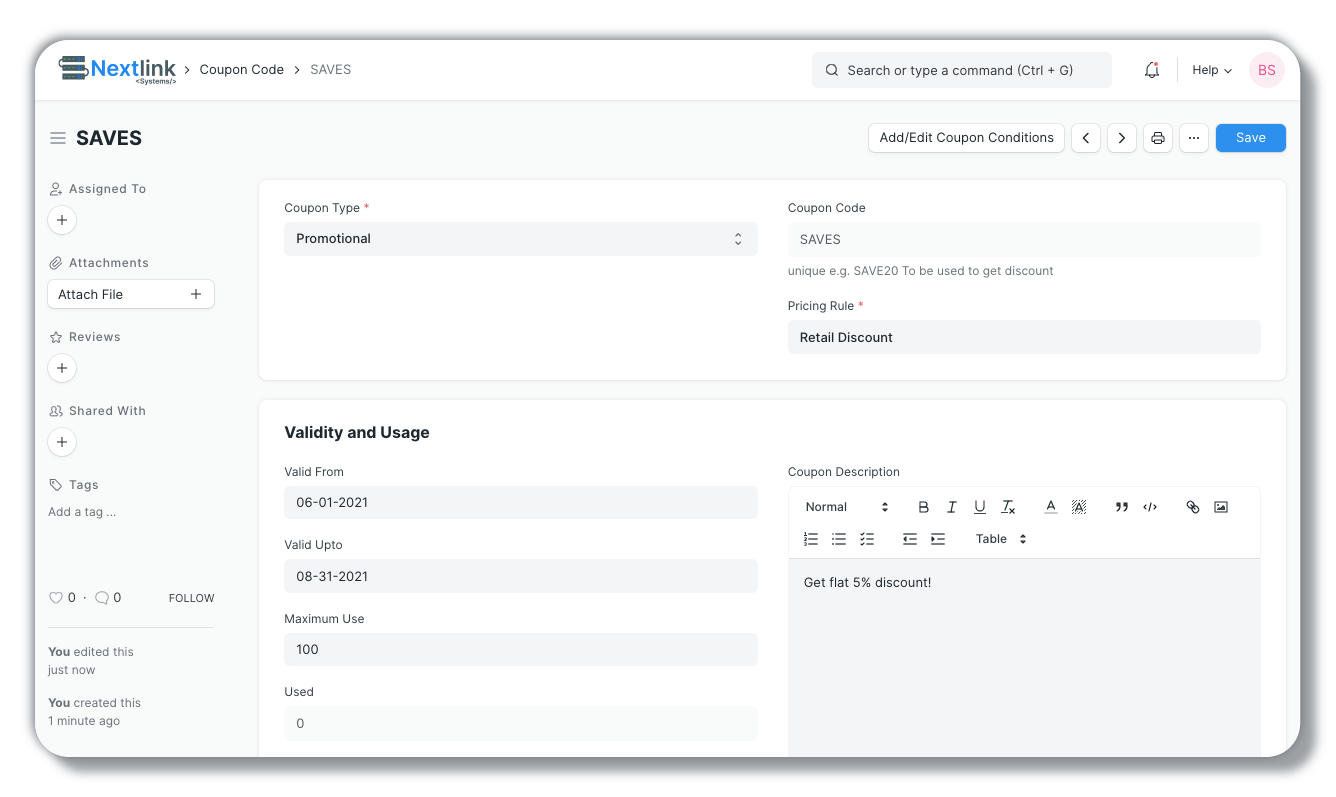 Nextlink
<Systems/>
Coupon Code
SAVES
Search or type a command (Ctrl + G)
Help
BS
SAVES
Add/Edit Coupon Conditions
Save
Assigned To
Attachments
Attach File
Reviews
Shared With
Tags
Add a tag ...
0 · 0 FOLLOW
You edited this
just now
You created this
1 minute ago
Coupon Type *
Promotional
Coupon Code
SAVES
unique e.g. SAVE20 To be used to get discount
Pricing Rule *
Retail Discount
Validity and Usage
Valid From
06-01-2021
Valid Upto
08-31-2021
Maximum Use
100
Used
0
Coupon Description
Normal
Table
Get flat 5% discount!